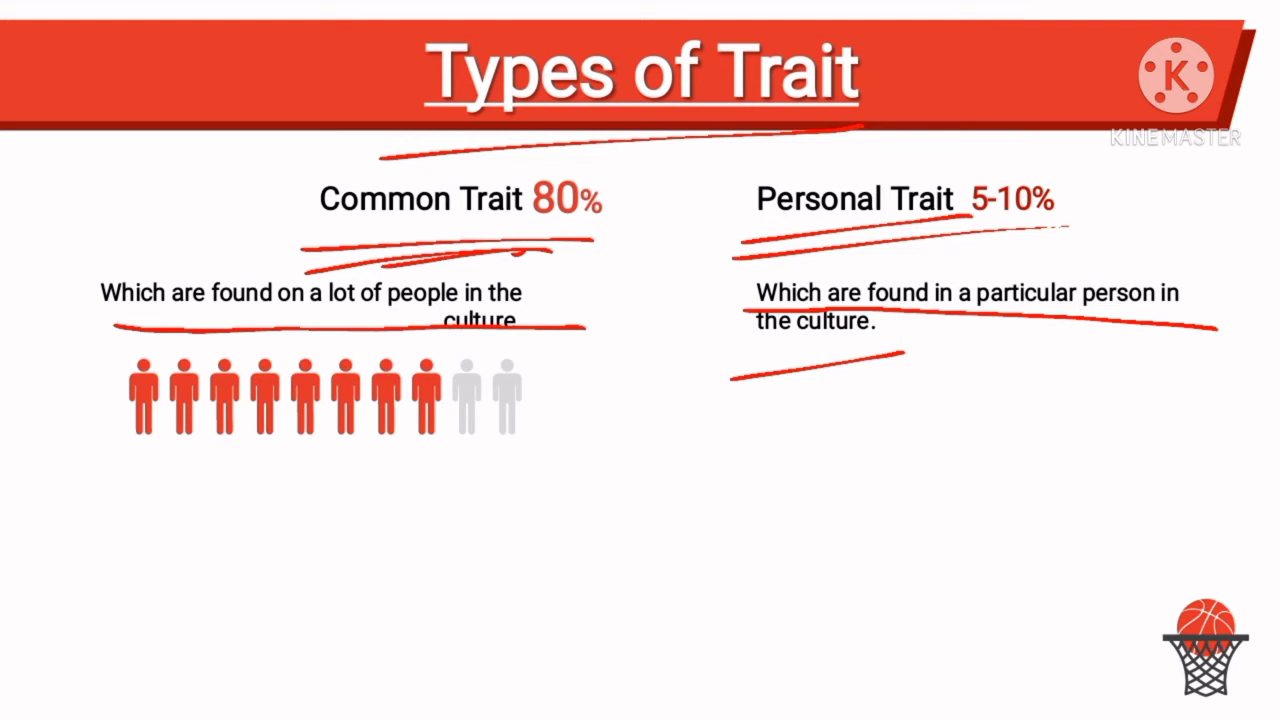 Types of Trait
K
KINEMASTER
Common Trait 80%
Which are found on a lot of people in the
culture
Personal Trait 5-10%
Which are found in a particular person in
the culture.